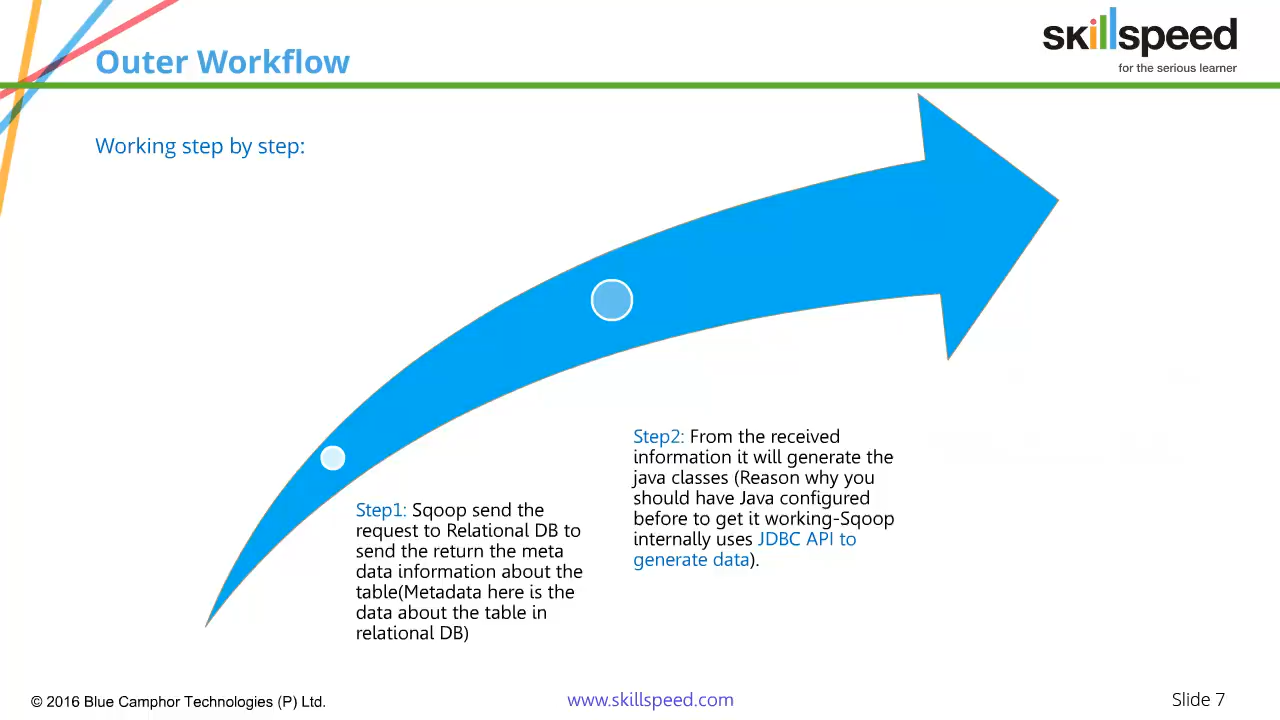 Outer Workflow
skillspeed
for the serious learner
Working step by step:
Step1: Sqoop send the
request to Relational DB to
send the return the meta
data information about the
table(Metadata here is the
data about the table in
relational DB)
Step2: From the received
information it will generate the
java classes (Reason why you
should have Java configured
before to get it working-Sqoop
internally uses JDBC API to
generate data).
© 2016 Blue Camphor Technologies (P) Ltd.
www.skillspeed.com
Slide 7